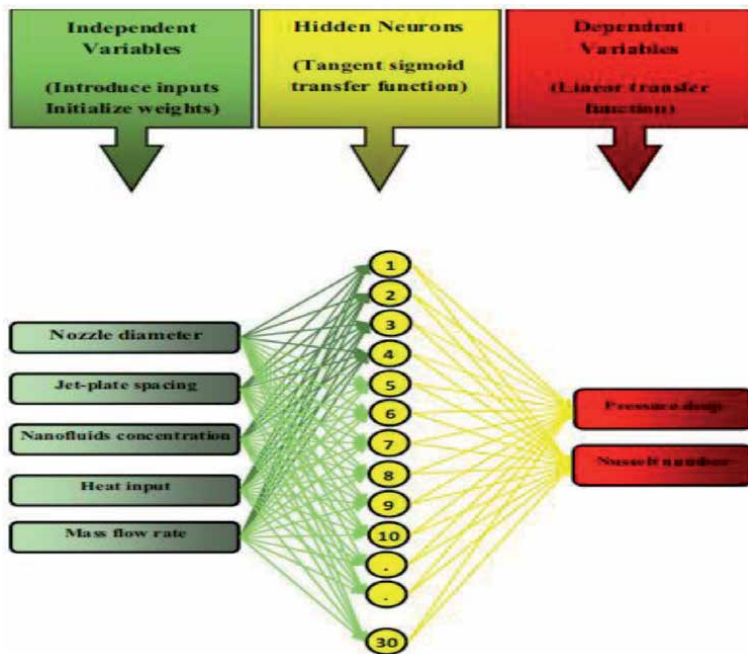 Independent
Variables
(Introduce inputs
Initialize weights)
Hidden Neurons
(Tangent sigmoid
transfer function)
Dependent
Variables
(Linear transfer
function)
Nozzle diameter
Jet-plate spacing
Nanofluids concentration
Heat input
Mass flow rate
1
2
3
4
5
6
7
8
9
10
.
.
30
Pressure drop
Nusselt number